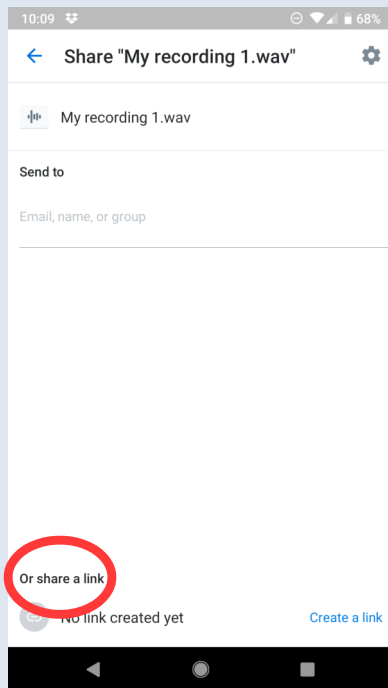 10:09 68%
Share "My recording 1.wav"
My recording 1.wav
Send to
Email, name, or group
Or share a link
No link created yet Create a link